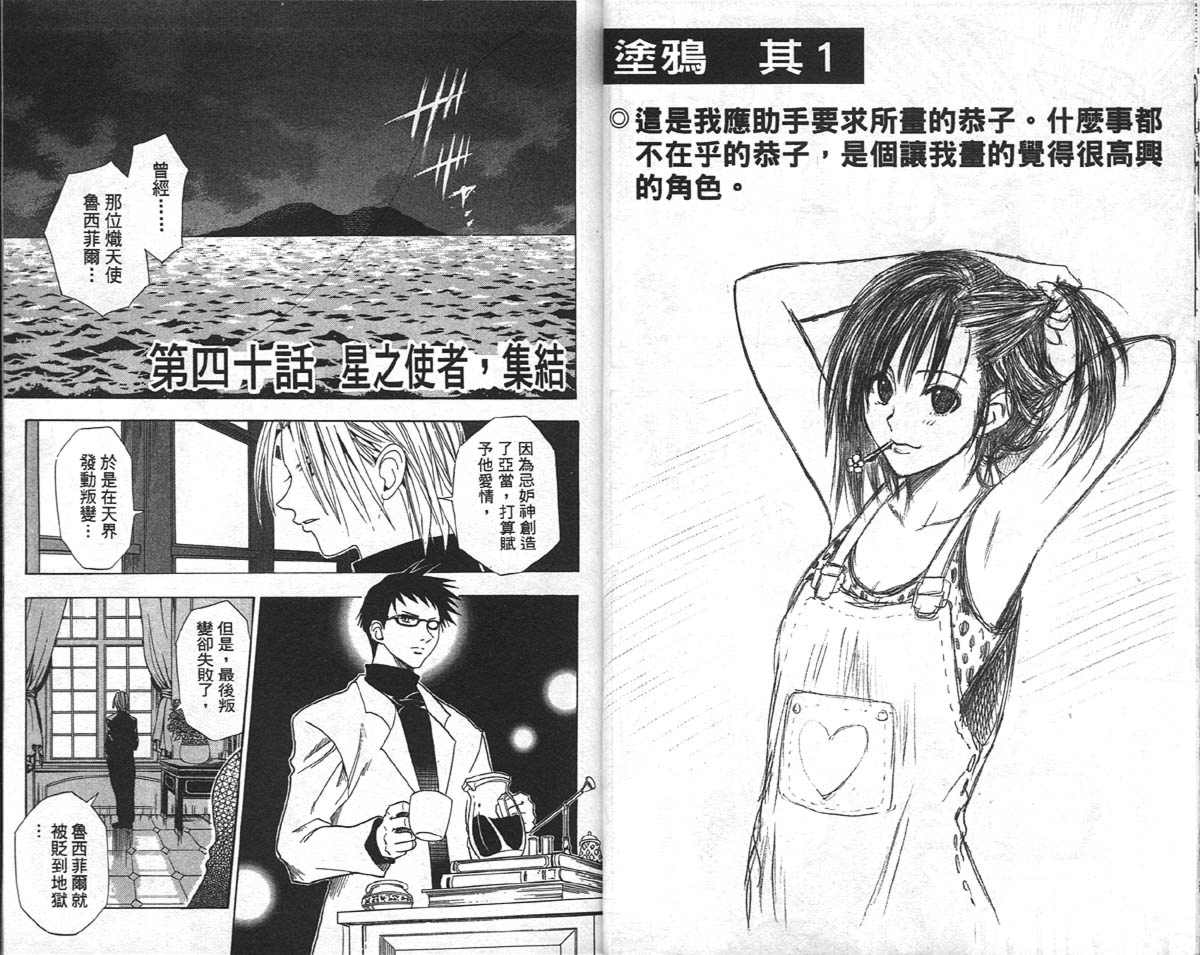 塗鴉 其1
◎這是我應助手要求所畫的恭子。什麼事都
不在乎的恭子，是個讓我畫的覺得很高興
的角色。
曾經……
那位熾天使
魯西菲爾…
第四十話 星之使者，集結
因為忌妒神創造
了亞當，打算賦
予他愛情，
於是在天界
發動叛變…
但是，最後叛
變卻失敗了，
魯西菲爾就
被貶到地獄
…